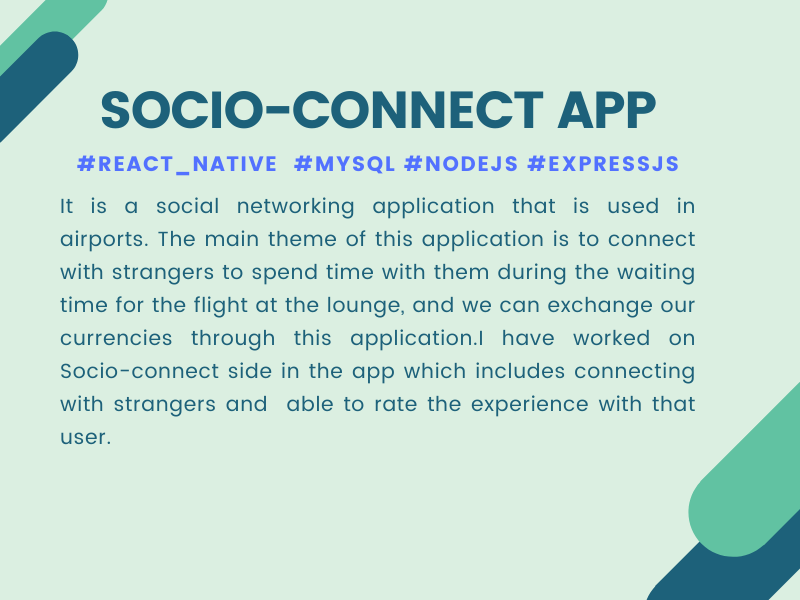 SOCIO-CONNECT APP
#REACT_NATIVE #MYSQL #NODEJS #EXPRESSJS
It is a social networking application that is used in
airports. The main theme of this application is to connect
with strangers to spend time with them during the waiting
time for the flight at the lounge, and we can exchange our
currencies through this application.I have worked on
Socio-connect side in the app which includes connecting
with strangers and able to rate the experience with that
user.